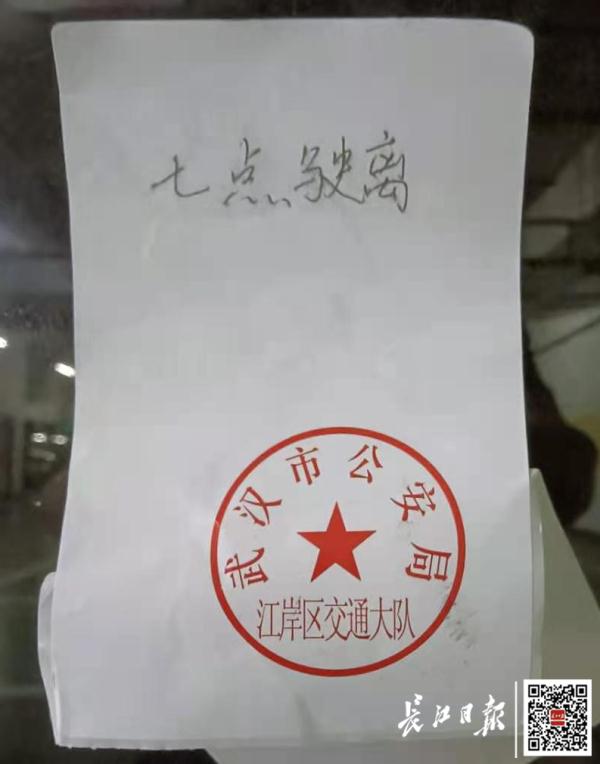 七点驶离
武汉市公安局
江岸区交通大队
长江日报